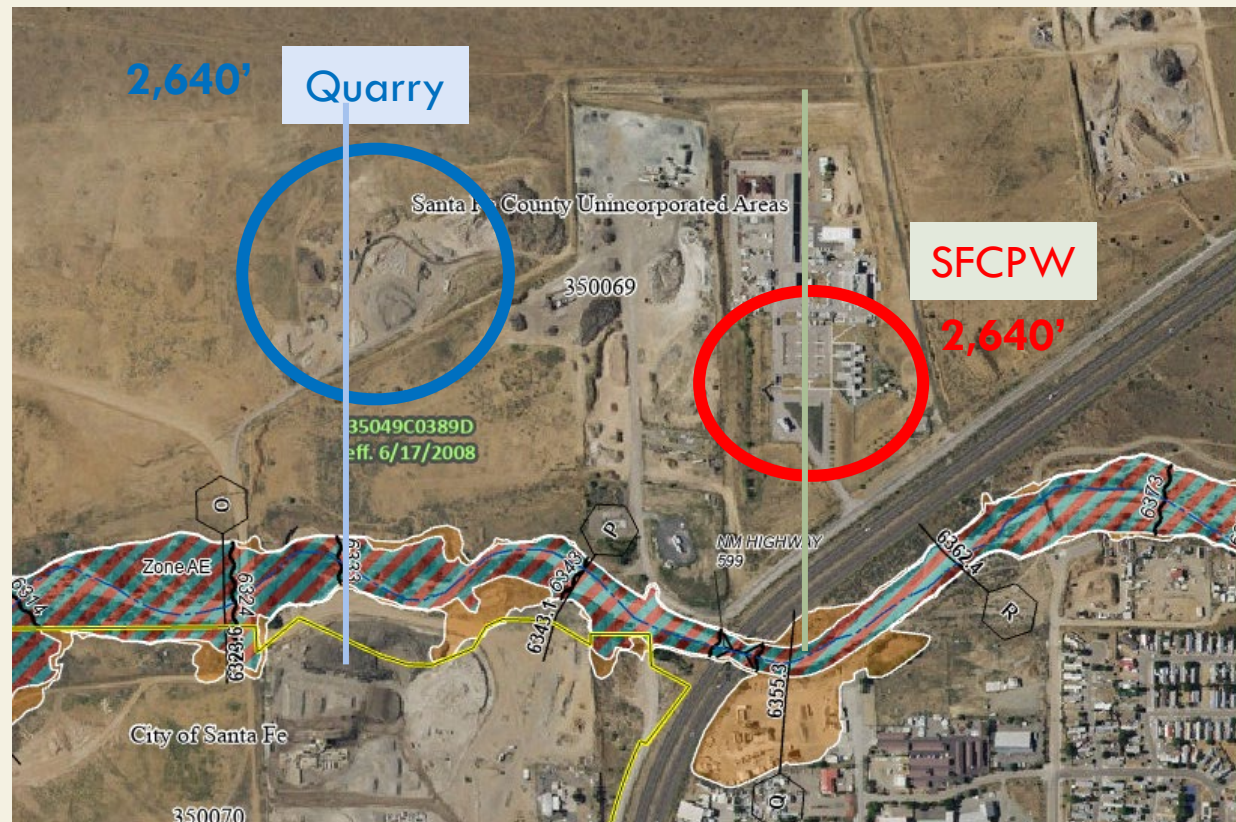 2,640’
Quarry
Santa Fe County Unincorporated Areas
350069
SFCPW
2,640’
35049C0389D
eff. 6/17/2008
O
P
NM HIGHWAY
599
6373
6362.4
R
Zone AE
6333
6343
6314
6324
6343.1
6323.9
6355.3
City of Santa Fe
Q
350070